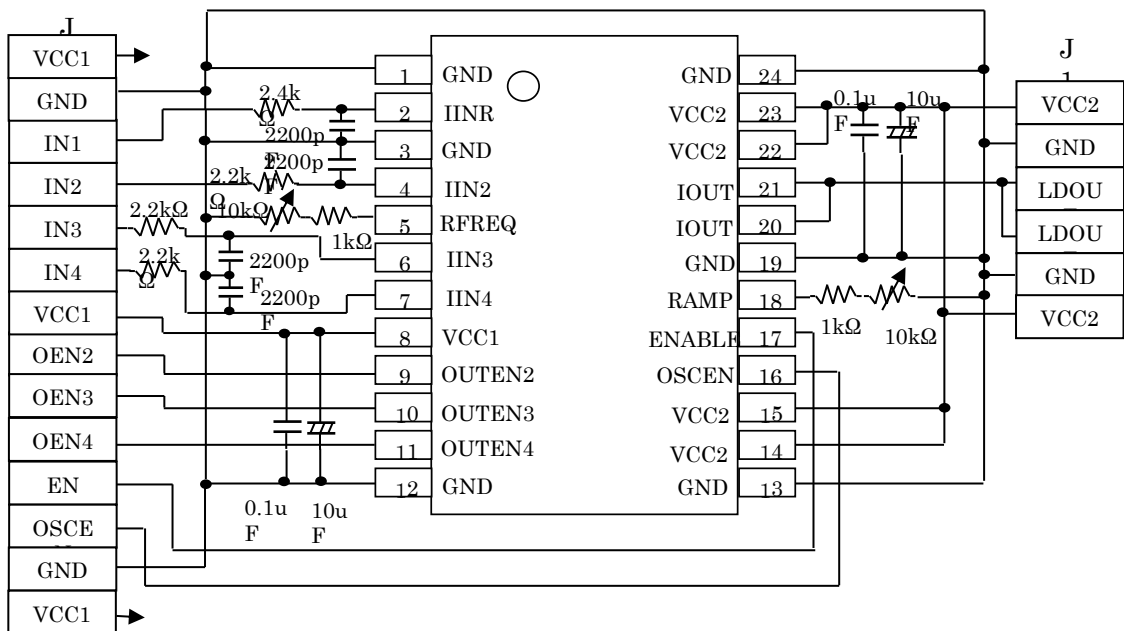 J
VCC1
GND
IN1
IN2
IN3
IN4
VCC1
OEN2
OEN3
OEN4
EN
OSCE
GND
VCC1
2.4k
Ω
2200p
F
2200p
F
2.2k
Ω
10kΩ
1kΩ
2.2kΩ
2.2k
Ω
2200p
F
2200p
F
0.1u
F
10u
F
1 GND
2 IINR
3 GND
4 IIN2
5 RFREQ
6 IIN3
7 IIN4
8 VCC1
9 OUTEN2
10 OUTEN3
11 OUTEN4
12 GND
GND 24
VCC2 23
VCC2 22
IOUT 21
IOUT 20
GND 19
RAMP 18
ENABLE 17
OSCEN 16
VCC2 15
VCC2 14
GND 13
0.1u
F
10u
F
1kΩ
10kΩ
J
VCC2
GND
LDOU
LDOU
GND
VCC2